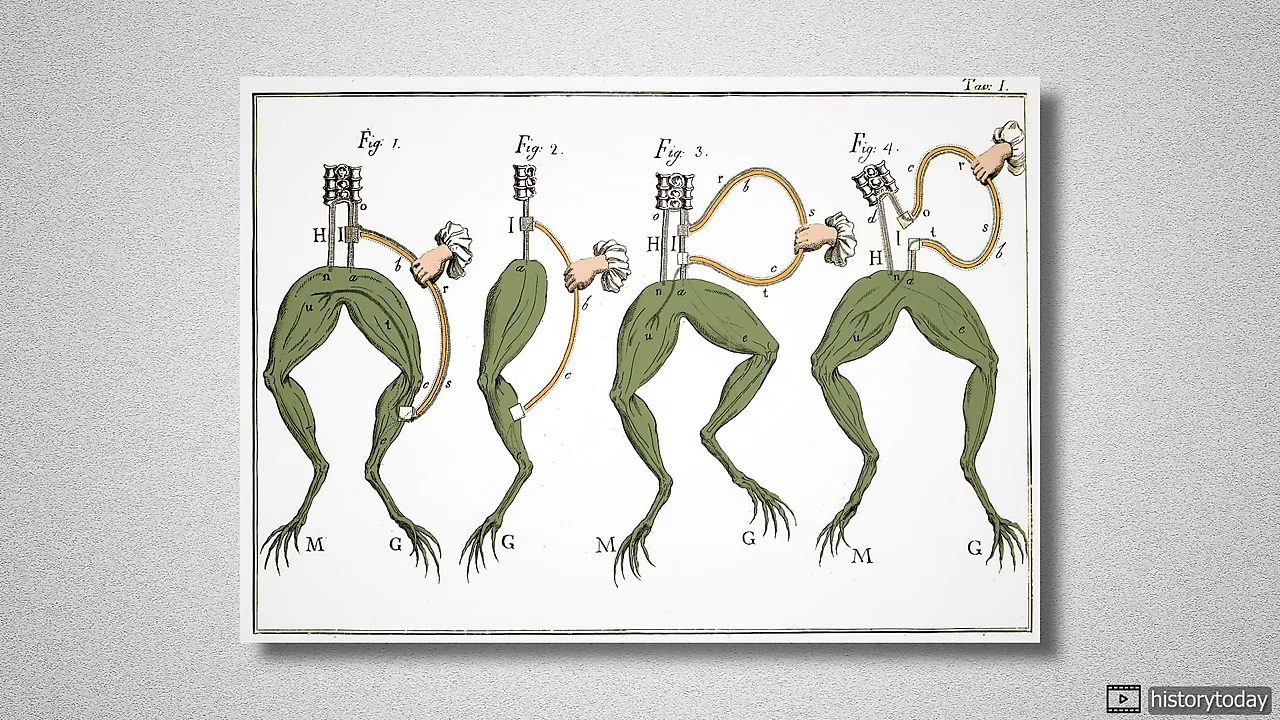 Tav: I.
Fig: 1.
Fig: 2.
Fig: 3.
Fig: 4.
o
H I
b
r
n a
u
t
c s
e
M G
I
a
b
c
e
G
r b
s
o
H I
c
t
n a
u e
M G
c
r
o
d
I t
s
b
H
n a
u e
M G
historytoday